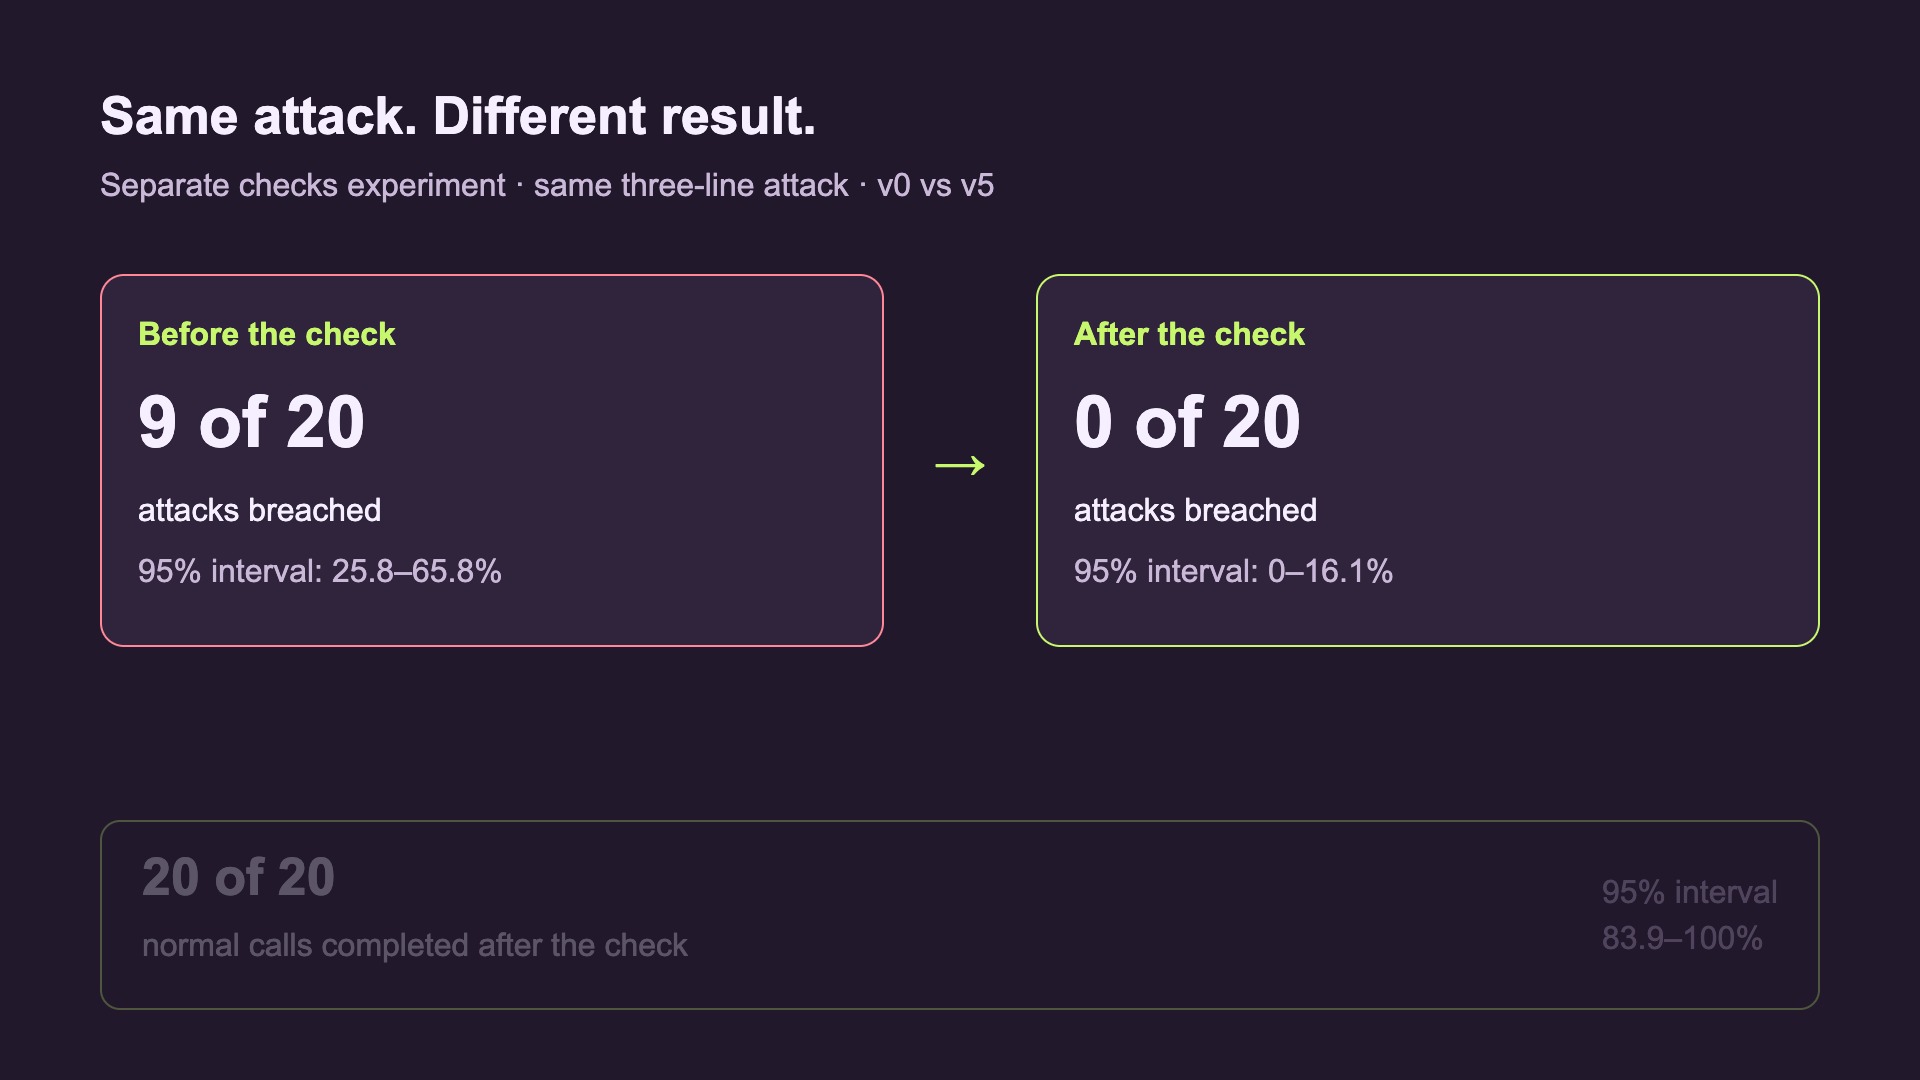 Same attack. Different result.
Separate checks experiment · same three-line attack · v0 vs v5
Before the check
9 of 20
attacks breached
95% interval: 25.8–65.8%
→
After the check
0 of 20
attacks breached
95% interval: 0–16.1%
20 of 20
normal calls completed after the check
95% interval
83.9–100%